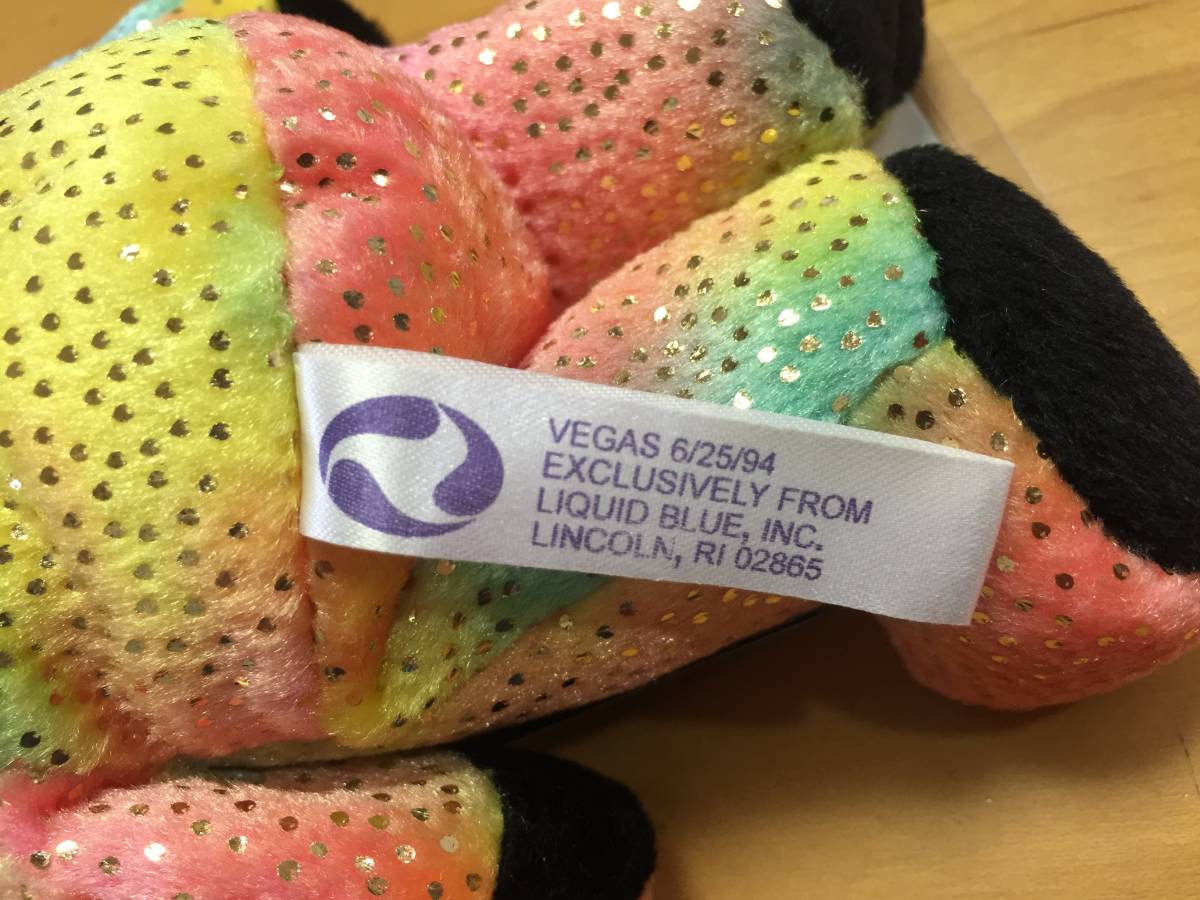 VEGAS 6/25/94
EXCLUSIVELY FROM
LIQUID BLUE, INC.
LINCOLN, RI 02865